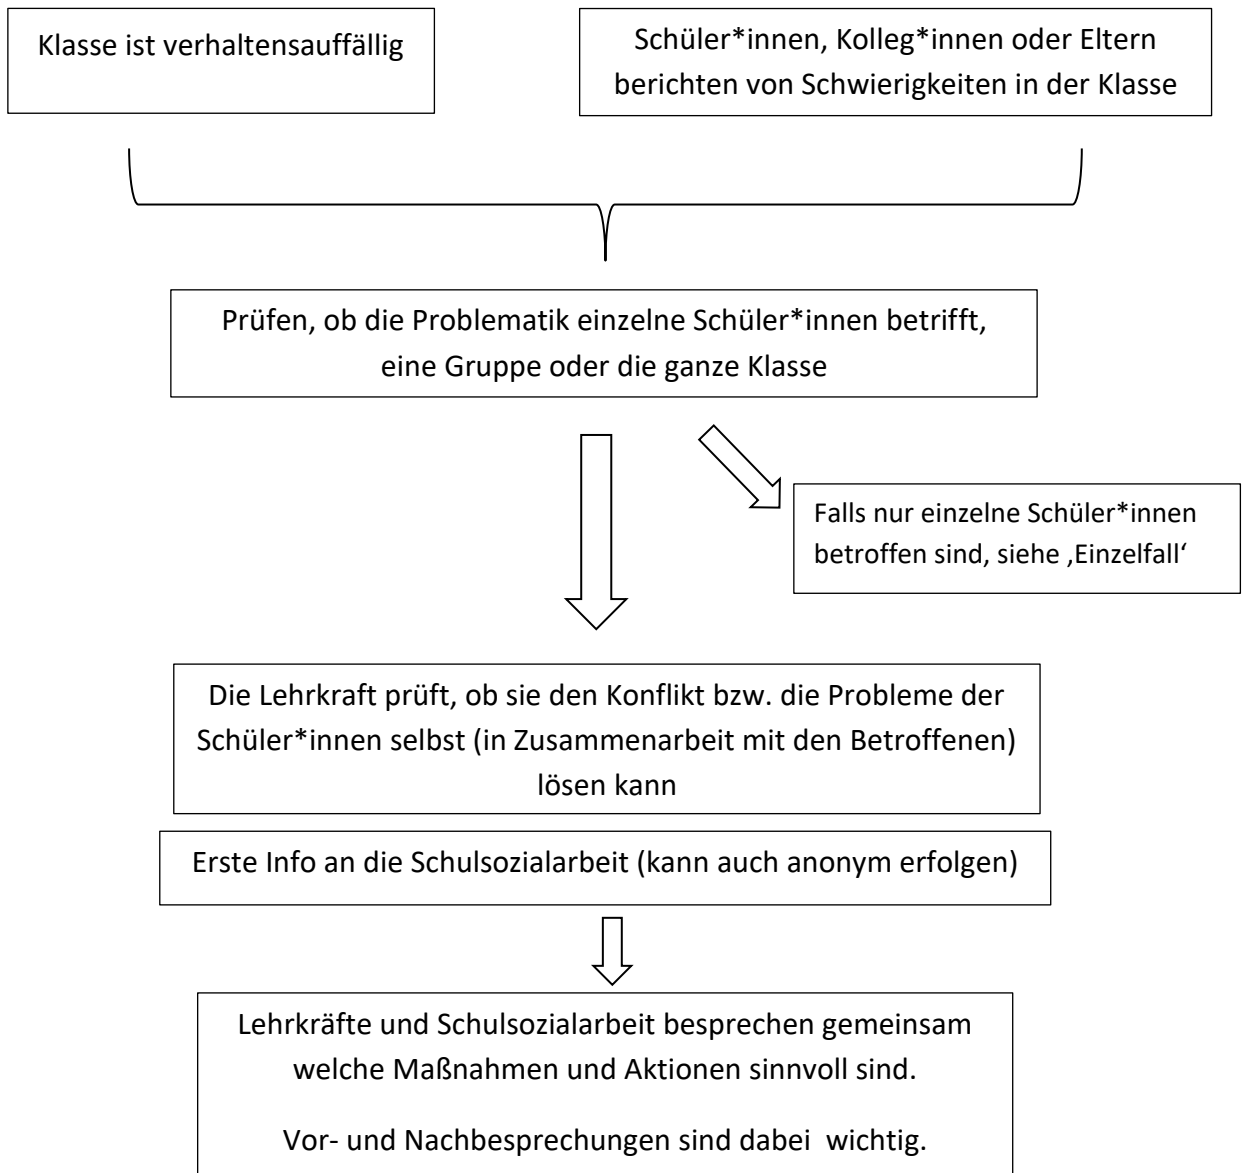 Klasse ist verhaltensauffällig
Schüler*innen, Kolleg*innen oder Eltern
berichten von Schwierigkeiten in der Klasse
Prüfen, ob die Problematik einzelne Schüler*innen betrifft,
eine Gruppe oder die ganze Klasse
Falls nur einzelne Schüler*innen
betroffen sind, siehe ‚Einzelfall‘
Die Lehrkraft prüft, ob sie den Konflikt bzw. die Probleme der
Schüler*innen selbst (in Zusammenarbeit mit den Betroffenen)
lösen kann
Erste Info an die Schulsozialarbeit (kann auch anonym erfolgen)
Lehrkräfte und Schulsozialarbeit besprechen gemeinsam
welche Maßnahmen und Aktionen sinnvoll sind.
Vor- und Nachbesprechungen sind dabei  wichtig.